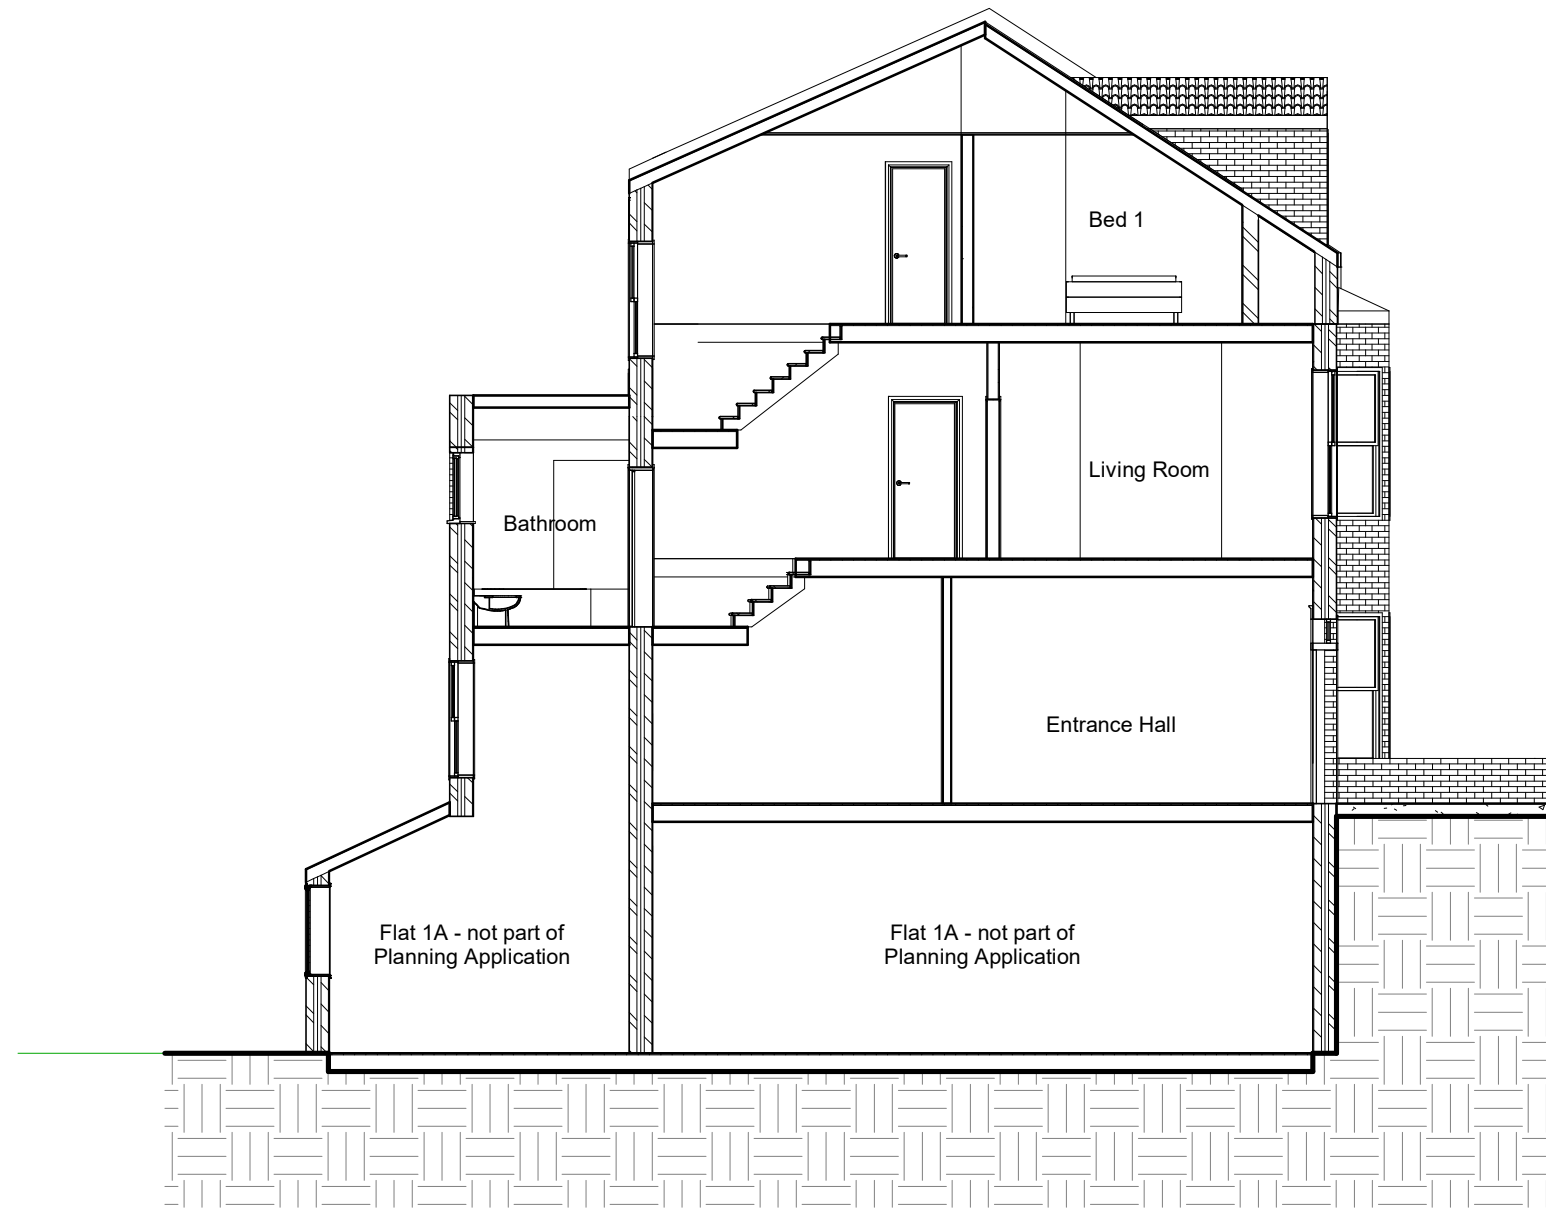 Bed 1
Living Room
Bathroom
Entrance Hall
Flat 1A - not part of
Planning Application
Flat 1A - not part of
Planning Application